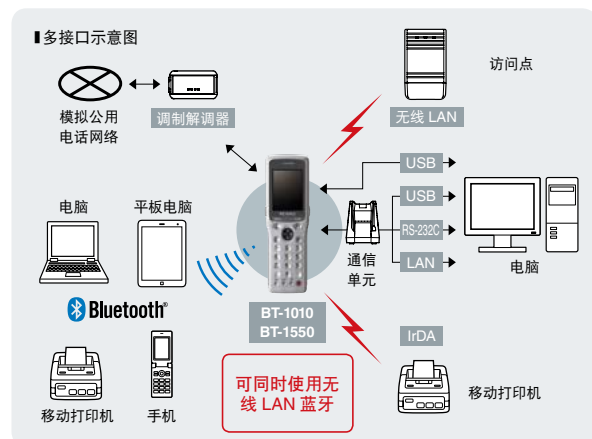 多接口示意图
访问点
模拟公用
电话网络
调制解调器
无线 LAN
USB
USB
RS-232C
LAN
电脑
平板电脑
通信
单元
电脑
Bluetooth®
BT-1010
BT-1550
IrDA
可同时使用无
线 LAN 蓝牙
移动打印机
手机
移动打印机